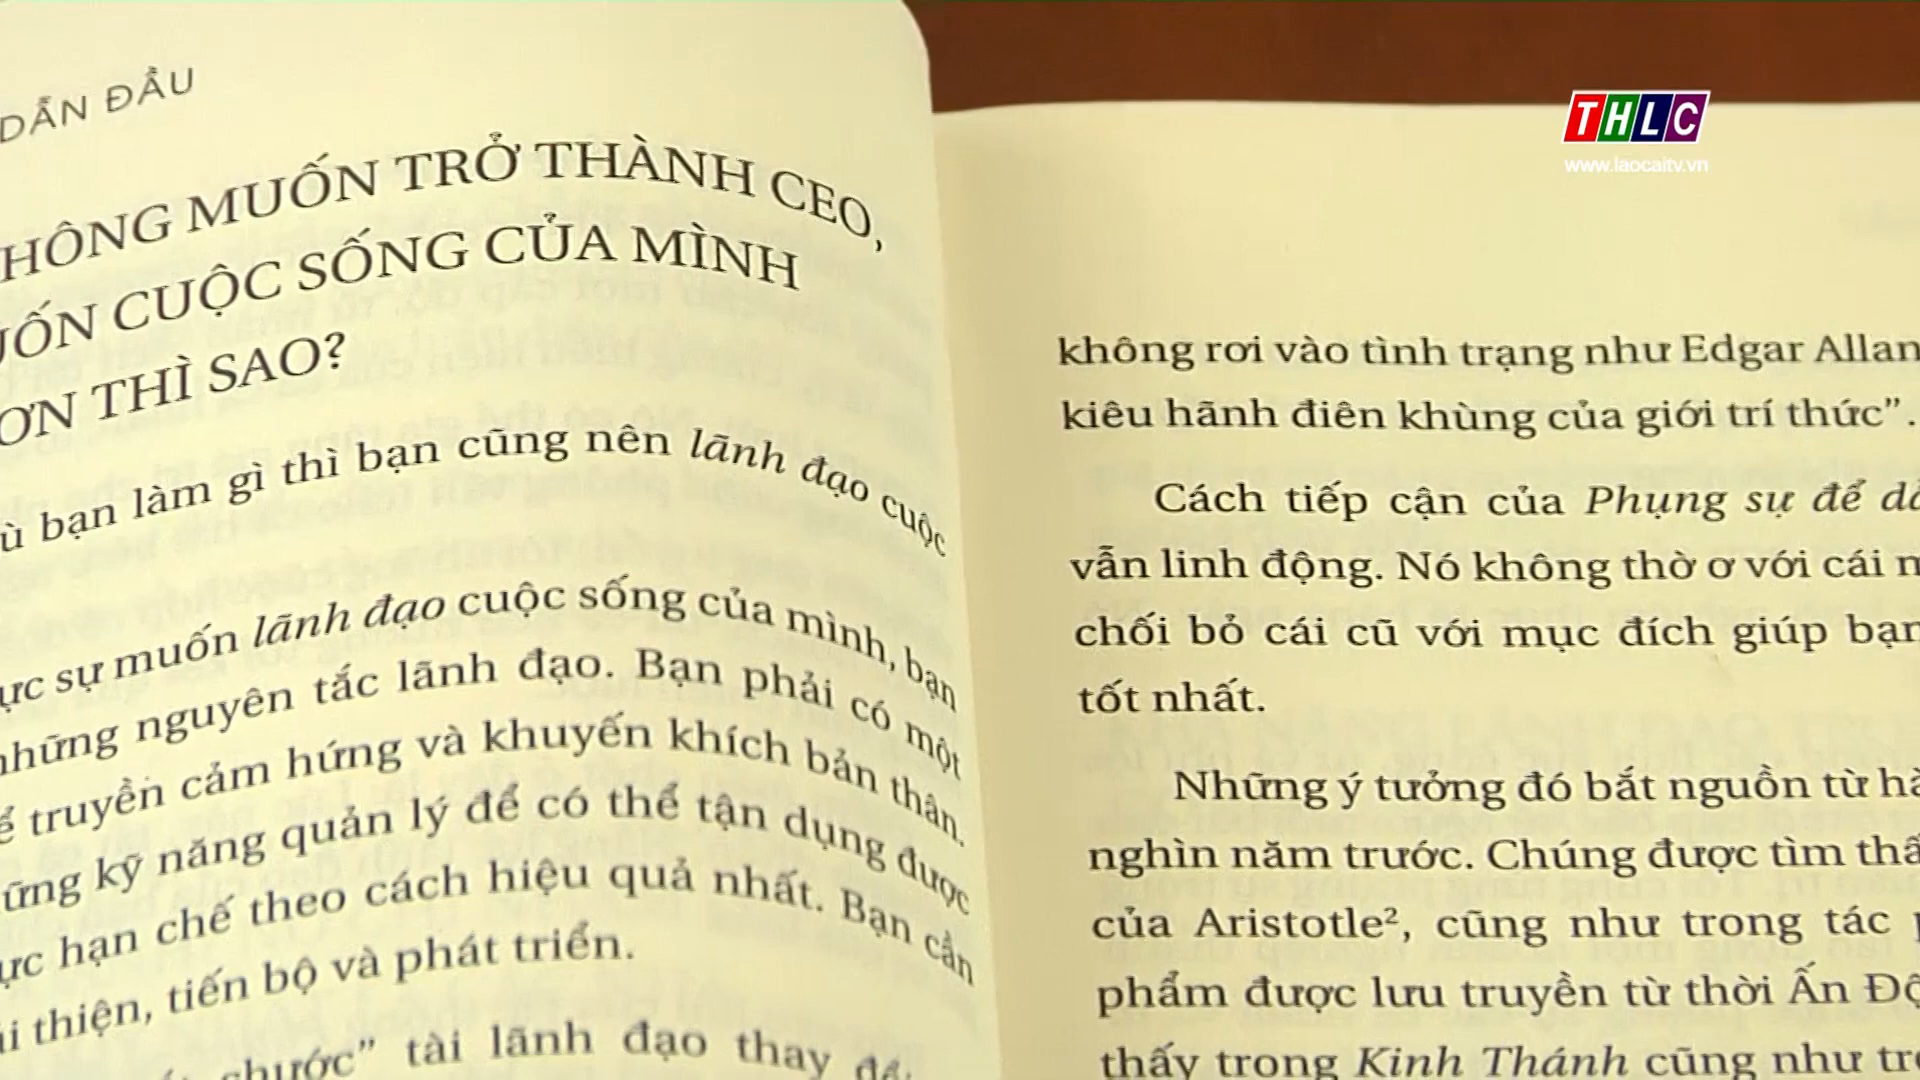 DẪN ĐẦU
HÔNG MUỐN TRỞ THÀNH CEO,
UỐN CUỘC SỐNG CỦA MÌNH
ƠN THÌ SAO?
ù bạn làm gì thì bạn cũng nên lãnh đạo cuộc
ực sự muốn lãnh đạo cuộc sống của mình, bạn
những nguyên tắc lãnh đạo. Bạn phải có một
ể truyền cảm hứng và khuyến khích bản thân.
ững kỹ năng quản lý để có thể tận dụng được
ực hạn chế theo cách hiệu quả nhất. Bạn cần
i thiện, tiến bộ và phát triển.
chước” tài lãnh đạo thay
không rơi vào tình trạng như Edgar Allan
kiêu hãnh điên khùng của giới trí thức”.
Cách tiếp cận của Phụng sự để
vẫn linh động. Nó không thờ ơ với cái
chối bỏ cái cũ với mục đích giúp bạn
tốt nhất.
Những ý tưởng đó bắt nguồn từ
nghìn năm trước. Chúng được tìm
của Aristotle², cũng như trong tác
phẩm được lưu truyền từ thời Ấn
thấy trong Kinh Thánh cũng như
THLC
www.laocaitv.vn